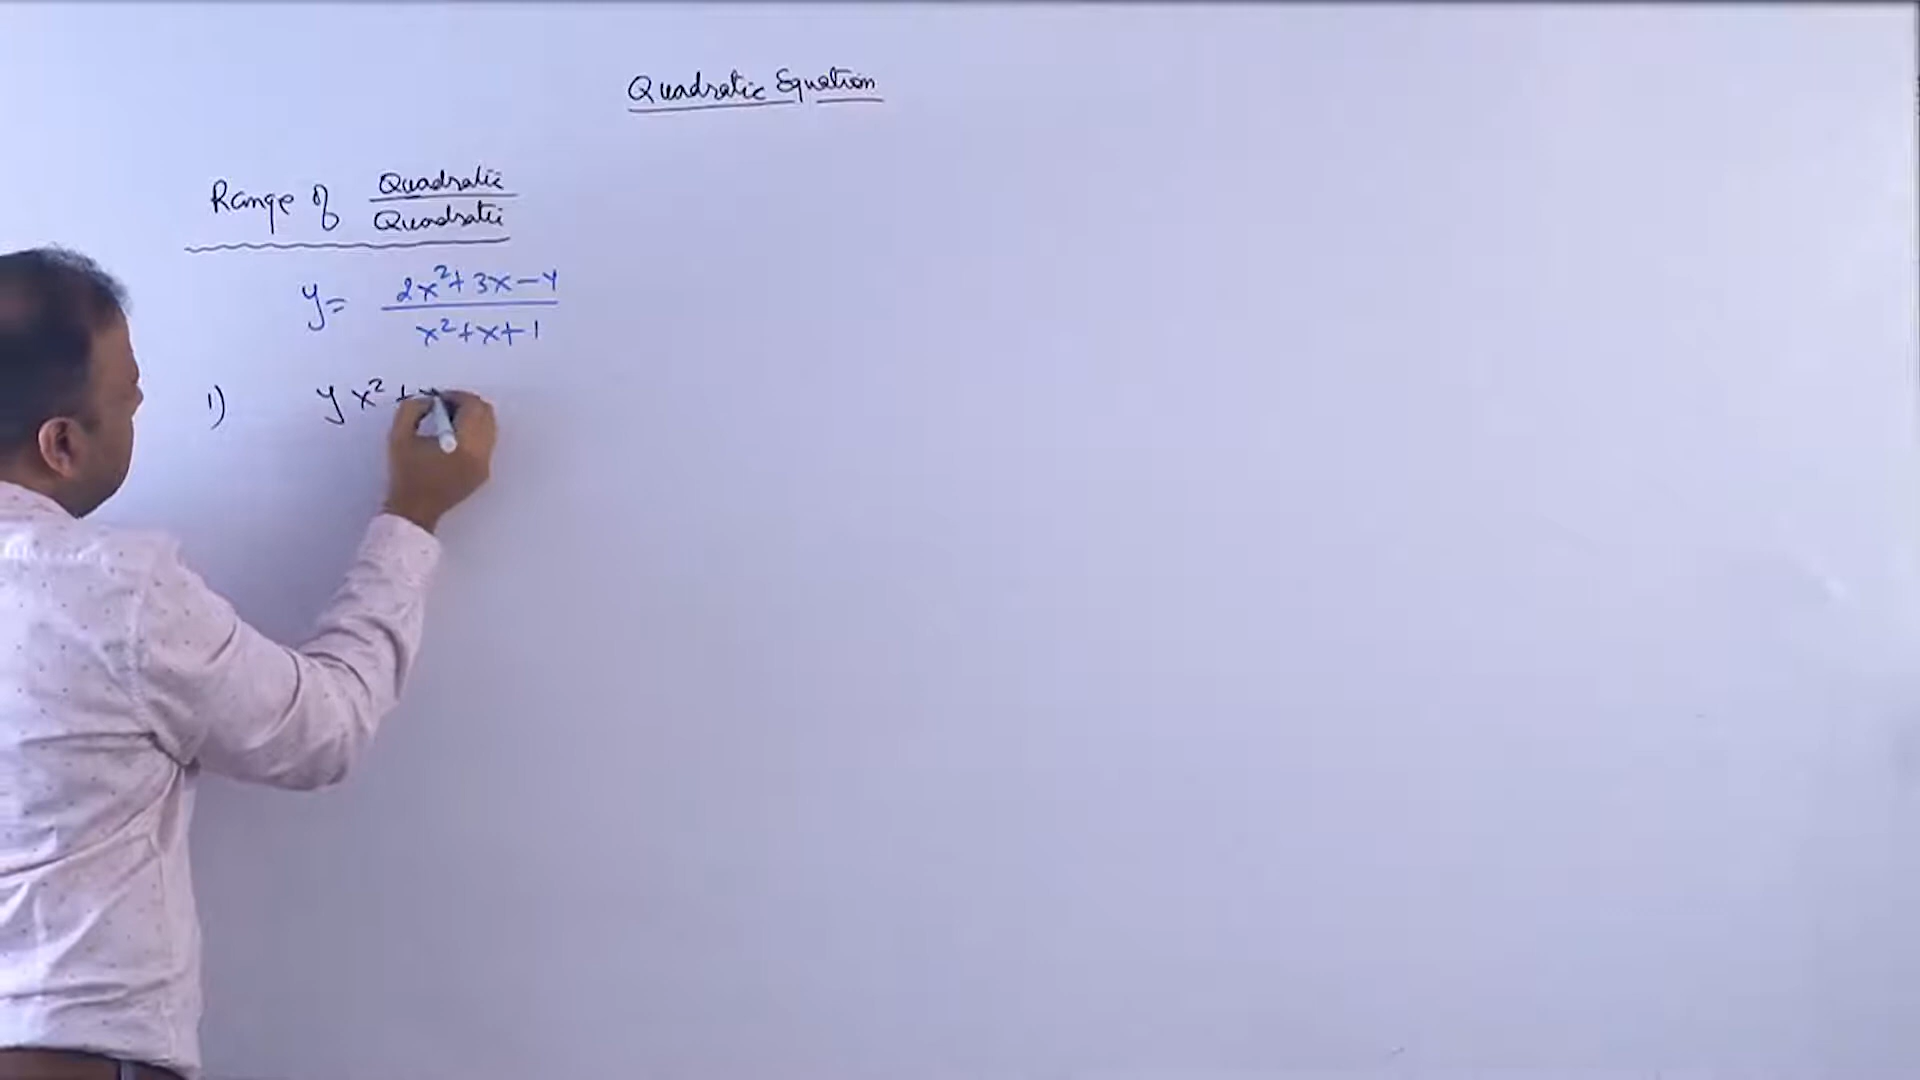 Quadratic Equation
Range of Quadratic
Quadratic
y = 2x² + 3x - 4
x² + x + 1
1) y x² +